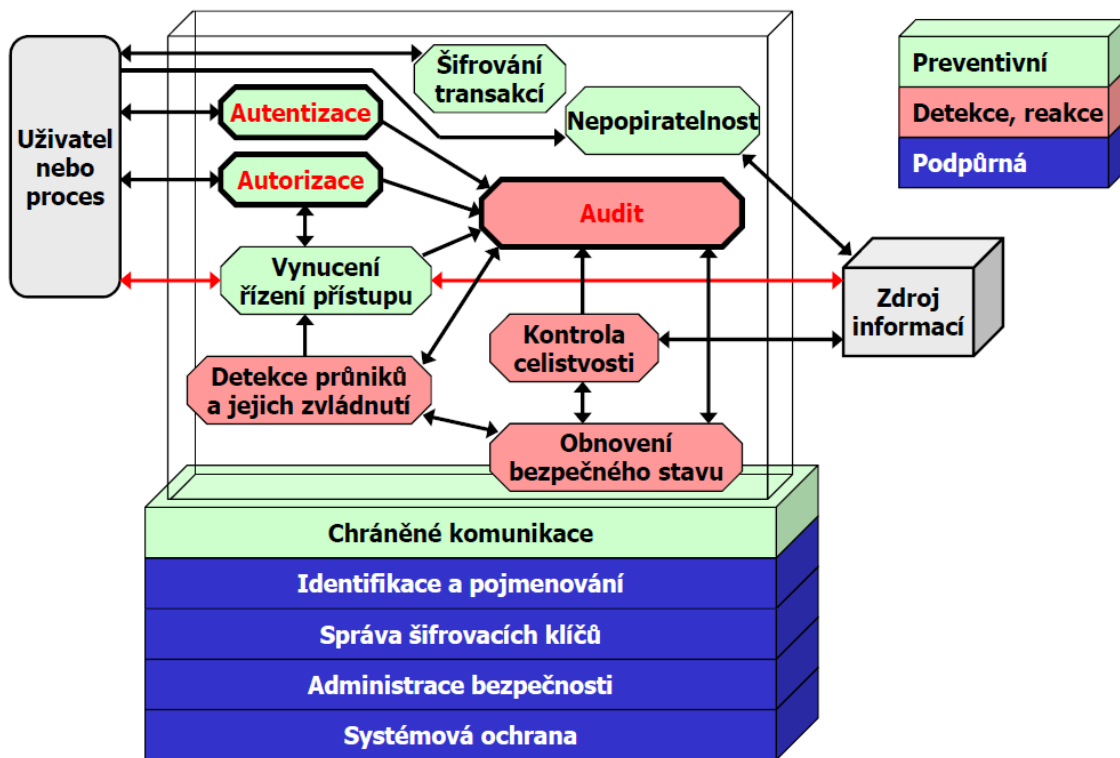 Šifrování
transakcí
Preventivní
Detekce, reakce
Podpůrná
Uživatel
nebo
proces
Autentizace
Nepopiratelnost
Autorizace
Audit
Vynucení
řízení přístupu
Zdroj
informací
Kontrola
celistvosti
Detekce průniků
a jejich zvládnutí
Obnovení
bezpečného stavu
Chráněné komunikace
Identifikace a pojmenování
Správa šifrovacích klíčů
Administrace bezpečnosti
Systémová ochrana